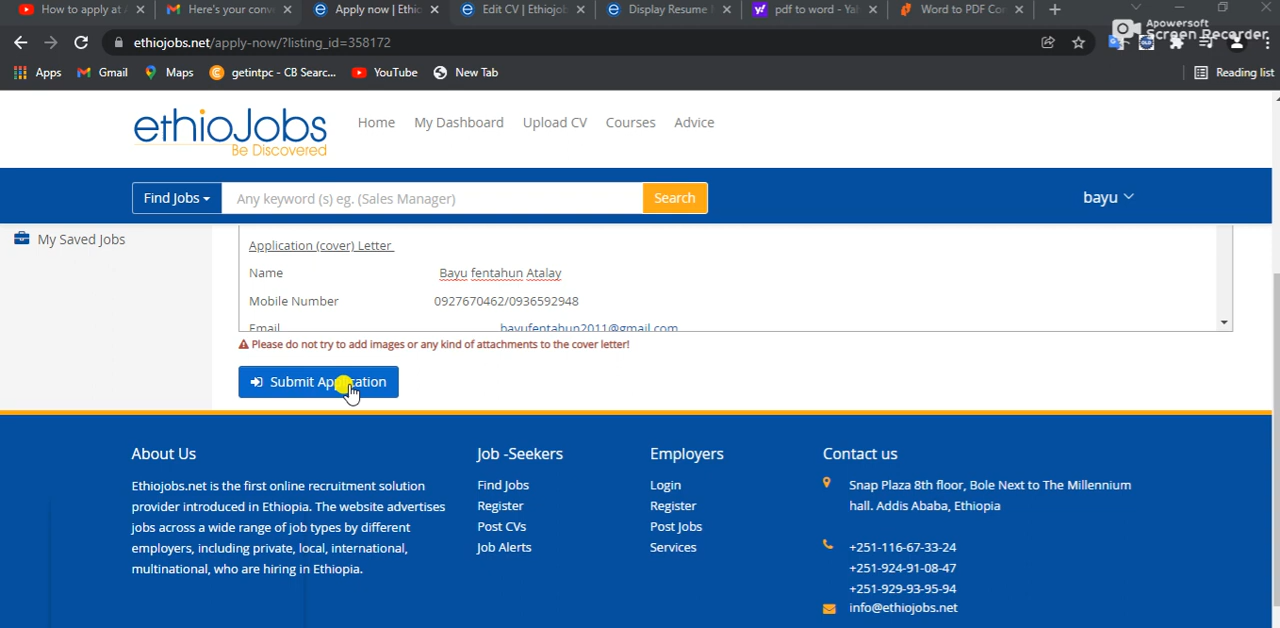 How to apply at
Here's your conv
Apply now | Ethio
Edit CV | Ethiojob
Display Resume
pdf to word - Ya
Word to PDF Con
Apowersoft
Screen Recorder
ethiojobs.net/apply-now/?listing_id=358172
Apps Gmail Maps getintpc - CB Searc... YouTube New Tab Reading list
ethioJobs
Be Discovered
Home My Dashboard Upload CV Courses Advice
Find Jobs Any keyword (s) eg. (Sales Manager) Search bayu
My Saved Jobs
Application (cover) Letter
Name Bayu fentahun Atalay
Mobile Number 0927670462/0936592948
Email bayufentahun2011@gmail.com
Please do not try to add images or any kind of attachments to the cover letter!
Submit Application
About Us
Ethiojobs.net is the first online recruitment solution
provider introduced in Ethiopia. The website advertises
jobs across a wide range of job types by different
employers, including private, local, international,
multinational, who are hiring in Ethiopia.
Job -Seekers
Find Jobs
Register
Post CVs
Job Alerts
Employers
Login
Register
Post Jobs
Services
Contact us
Snap Plaza 8th floor, Bole Next to The Millennium
hall. Addis Ababa, Ethiopia
+251-116-67-33-24
+251-924-91-08-47
+251-929-93-95-94
info@ethiojobs.net